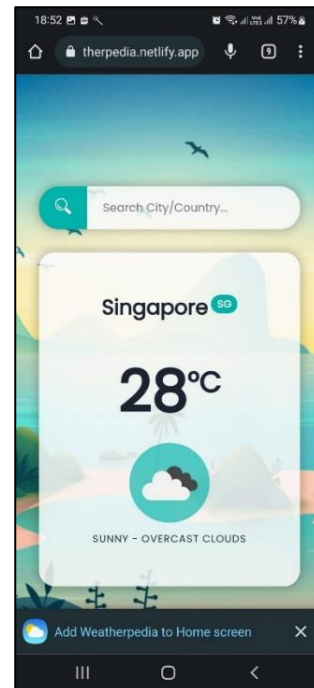 18:52 57%
therpedia.netlify.app 9
Search City/Country...
Singapore SG
28°C
SUNNY - OVERCAST CLOUDS
Add Weatherpedia to Home screen